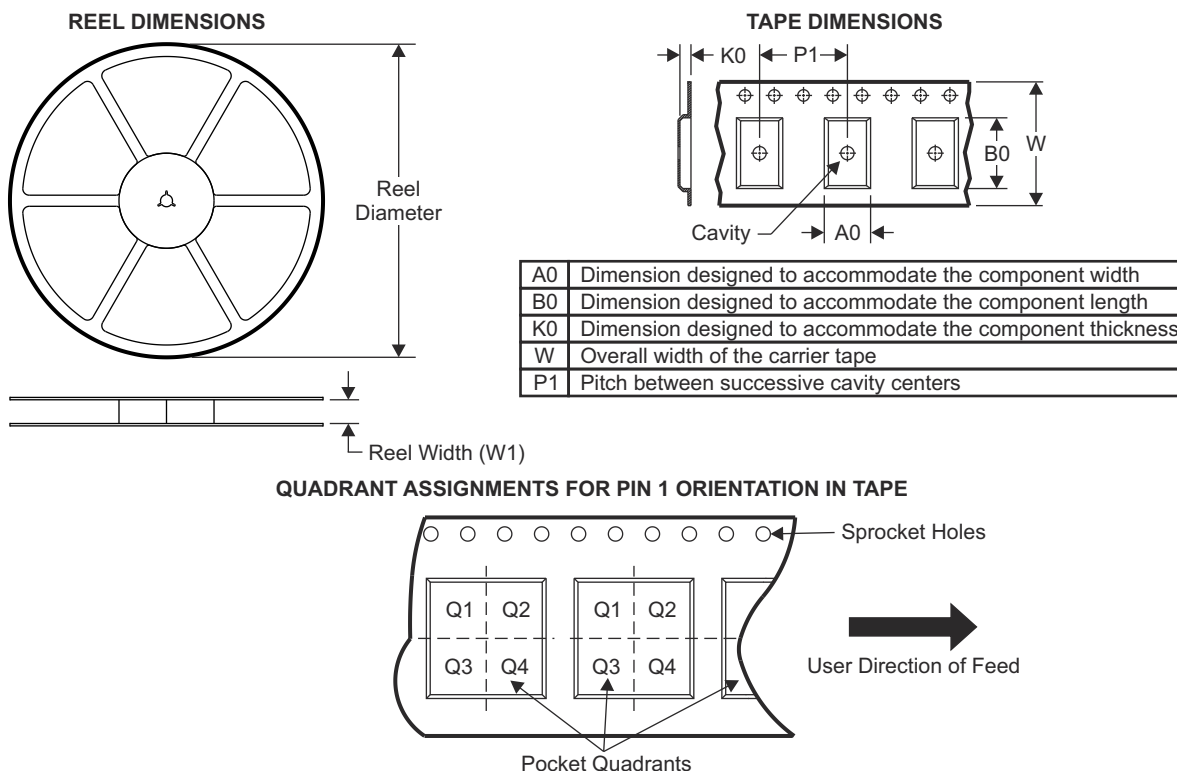 REEL DIMENSIONS
Reel
Diameter
Reel Width (W1)
TAPE DIMENSIONS
K0
P1
W
B0
Cavity
A0
A0 Dimension designed to accommodate the component width
B0 Dimension designed to accommodate the component length
K0 Dimension designed to accommodate the component thickness
W Overall width of the carrier tape
P1 Pitch between successive cavity centers
QUADRANT ASSIGNMENTS FOR PIN 1 ORIENTATION IN TAPE
Sprocket Holes
Q1 Q2 Q1 Q2
Q3 Q4 Q3 Q4
User Direction of Feed
Pocket Quadrants